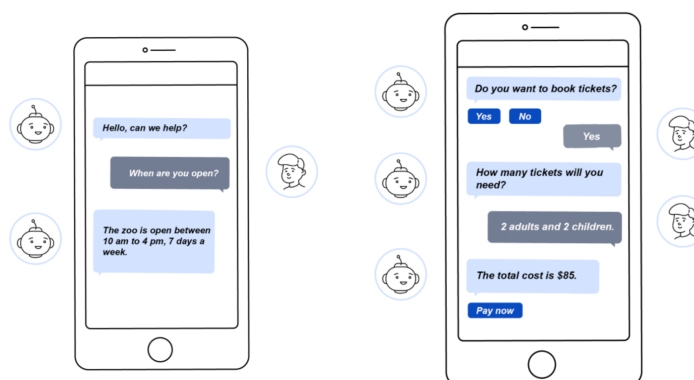 Hello, can we help?
When are you open?
The zoo is open between
10 am to 4 pm, 7 days a
week.
Do you want to book tickets?
Yes
No
Yes
How many tickets will you
need?
2 adults and 2 children.
The total cost is $85.
Pay now